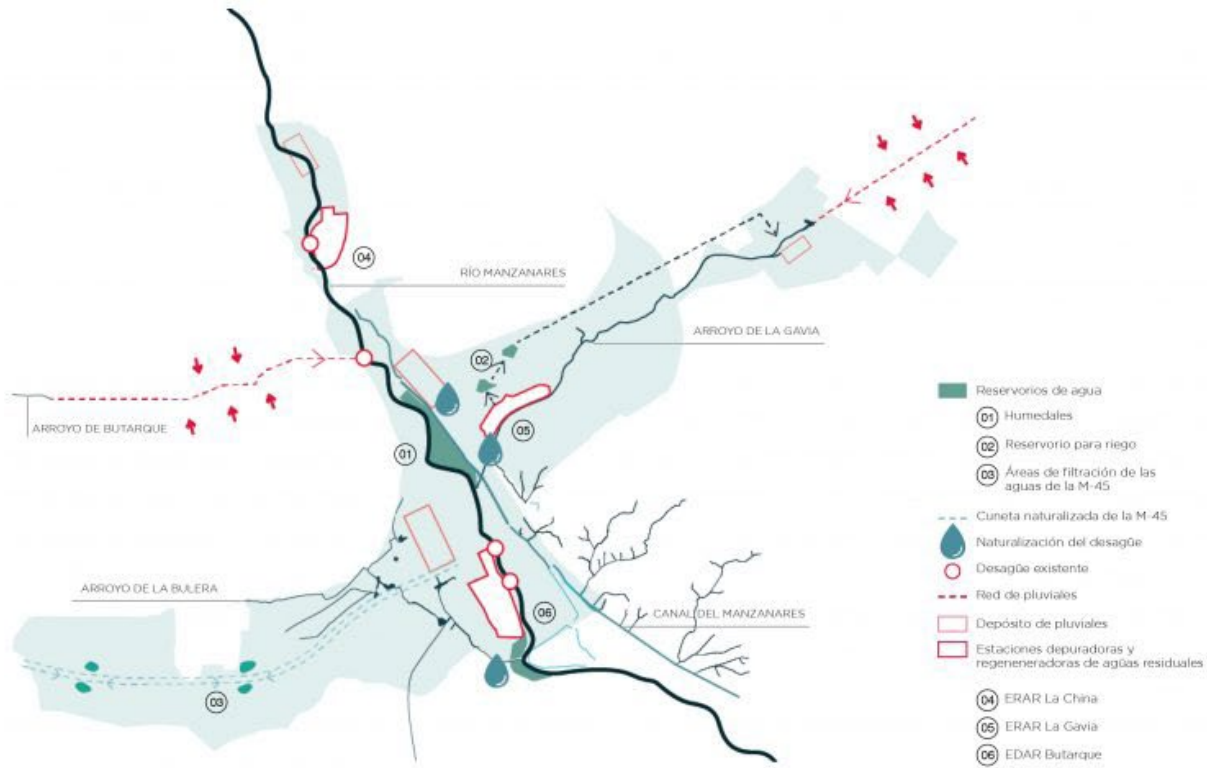 04
RÍO MANZANARES
ARROYO DE LA GAVIA
02
ARROYO DE BUTARQUE
05
01
ARROYO DE LA BULERA
06
CANAL DEL MANZANARES
03
Reservorios de agua
01 Humedales
02 Reservorio para riego
03 Áreas de filtración de las
aguas de la M-45
Cuneta naturalizada de la M-45
Naturalización del desagüe
Desagüe existente
Red de pluviales
Depósito de pluviales
Estaciones depuradoras y
regeneneradoras de agüas residuales
04 ERAR La China
05 ERAR La Gavia
06 EDAR Butarque